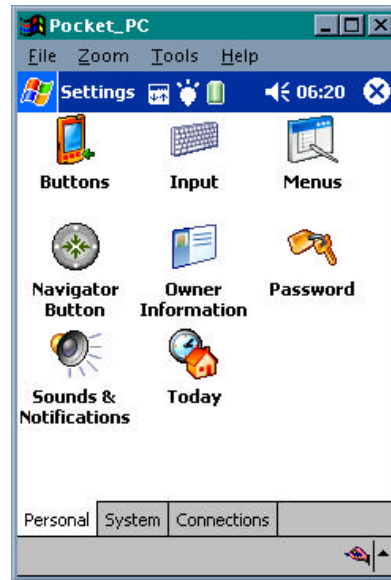 Pocket_PC
File Zoom Tools Help
Settings 06:20
Buttons Input Menus
Navigator Button Owner Information Password
Sounds & Notifications Today
Personal System Connections